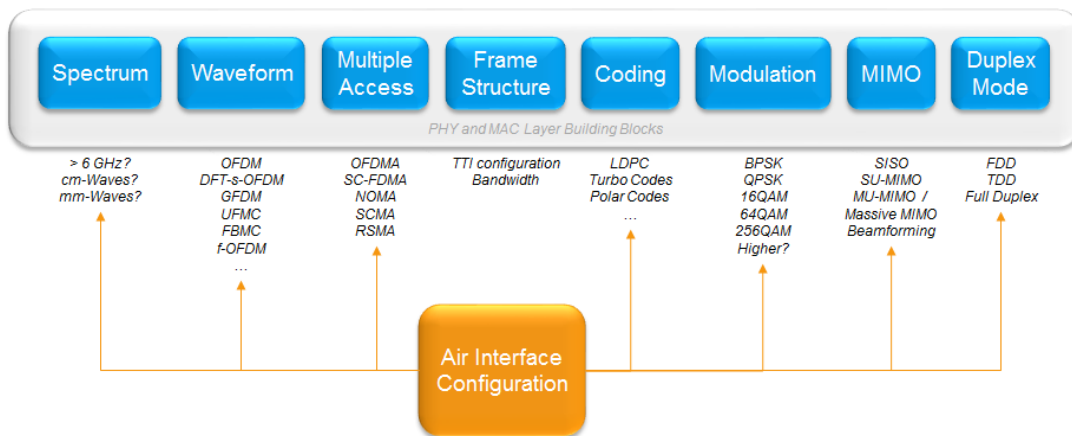 Spectrum
Waveform
Multiple
Access
Frame
Structure
Coding
Modulation
MIMO
Duplex
Mode
PHY and MAC Layer Building Blocks
> 6 GHz?
cm-Waves?
mm-Waves?
OFDM
DFT-s-OFDM
GFDM
UFMC
FBMC
f-OFDM
…
OFDMA
SC-FDMA
NOMA
SCMA
RSMA
TTI configuration
Bandwidth
LDPC
Turbo Codes
Polar Codes
…
BPSK
QPSK
16QAM
64QAM
256QAM
Higher?
SISO
SU-MIMO
MU-MIMO /
Massive MIMO
Beamforming
FDD
TDD
Full Duplex
Air Interface
Configuration